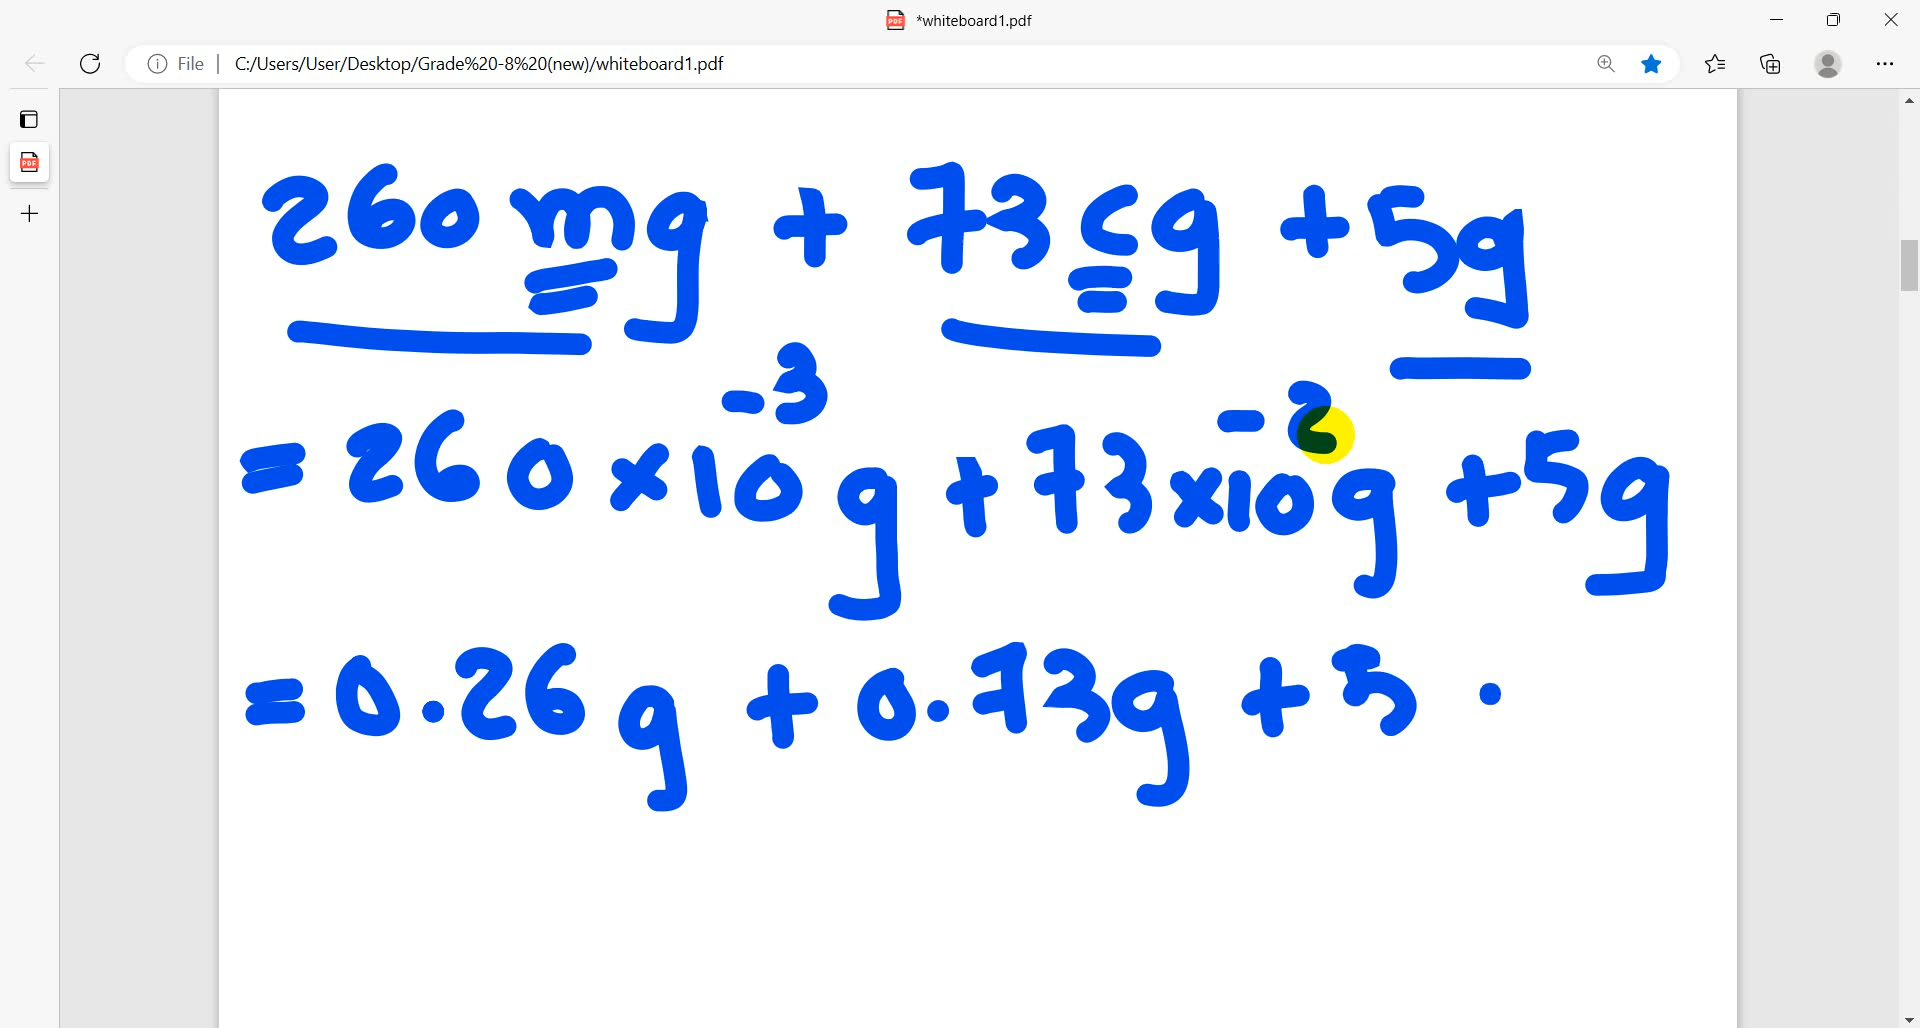 *whiteboard1.pdf
File | C:/Users/User/Desktop/Grade%20-8%20(new)/whiteboard1.pdf
260 mg + 73 cg + 5g
= 260 x 10⁻³ g + 73 x 10⁻² g + 5g
= 0.26 g + 0.73g + 5 .